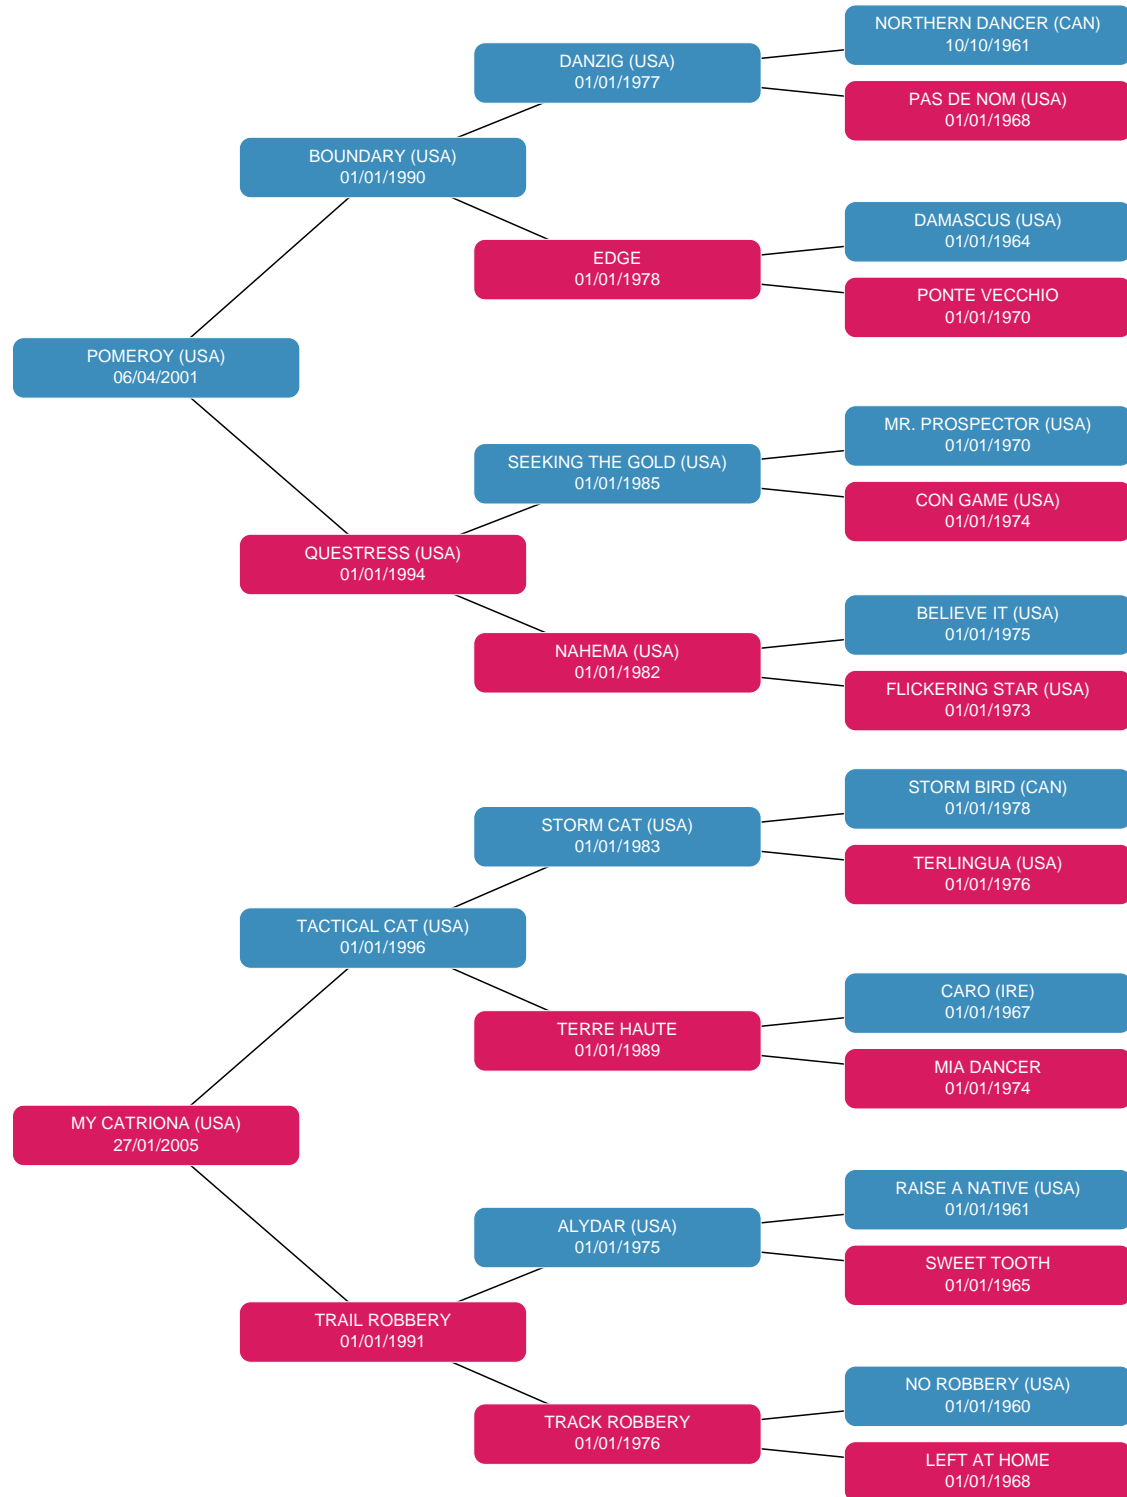 NORTHERN DANCER (CAN)
10/10/1961
DANZIG (USA)
01/01/1977
PAS DE NOM (USA)
01/01/1968
BOUNDARY (USA)
01/01/1990
DAMASCUS (USA)
01/01/1964
EDGE
01/01/1978
PONTE VECCHIO
01/01/1970
POMEROY (USA)
06/04/2001
MR. PROSPECTOR (USA)
01/01/1970
SEEKING THE GOLD (USA)
01/01/1985
CON GAME (USA)
01/01/1974
QUESTRESS (USA)
01/01/1994
BELIEVE IT (USA)
01/01/1975
NAHEMA (USA)
01/01/1982
FLICKERING STAR (USA)
01/01/1973
STORM BIRD (CAN)
01/01/1978
STORM CAT (USA)
01/01/1983
TERLINGUA (USA)
01/01/1976
TACTICAL CAT (USA)
01/01/1996
CARO (IRE)
01/01/1967
TERRE HAUTE
01/01/1989
MIA DANCER
01/01/1974
MY CATRIONA (USA)
27/01/2005
RAISE A NATIVE (USA)
01/01/1961
ALYDAR (USA)
01/01/1975
SWEET TOOTH
01/01/1965
TRAIL ROBBERY
01/01/1991
NO ROBBERY (USA)
01/01/1960
TRACK ROBBERY
01/01/1976
LEFT AT HOME
01/01/1968